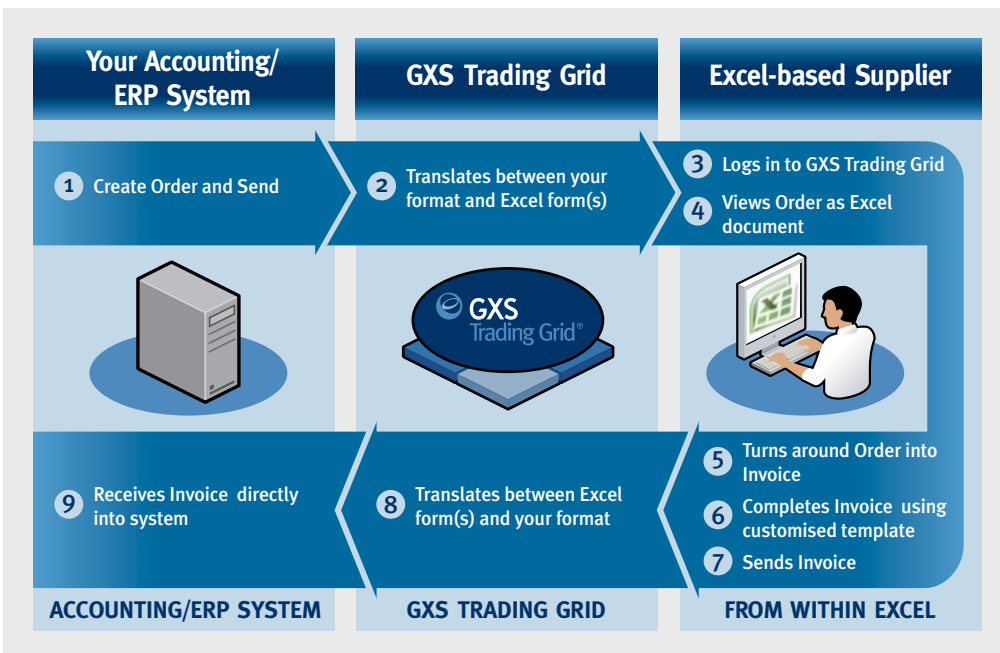 Your Accounting/
ERP System
GXS Trading Grid
Excel-based Supplier
1 Create Order and Send
2 Translates between your
format and Excel form(s)
3 Logs in to GXS Trading Grid
4 Views Order as Excel
document
GXS
Trading Grid®
5 Turns around Order into
Invoice
6 Completes Invoice using
customised template
7 Sends Invoice
8 Translates between Excel
form(s) and your format
9 Receives Invoice directly
into system
ACCOUNTING/ERP SYSTEM
GXS TRADING GRID
FROM WITHIN EXCEL